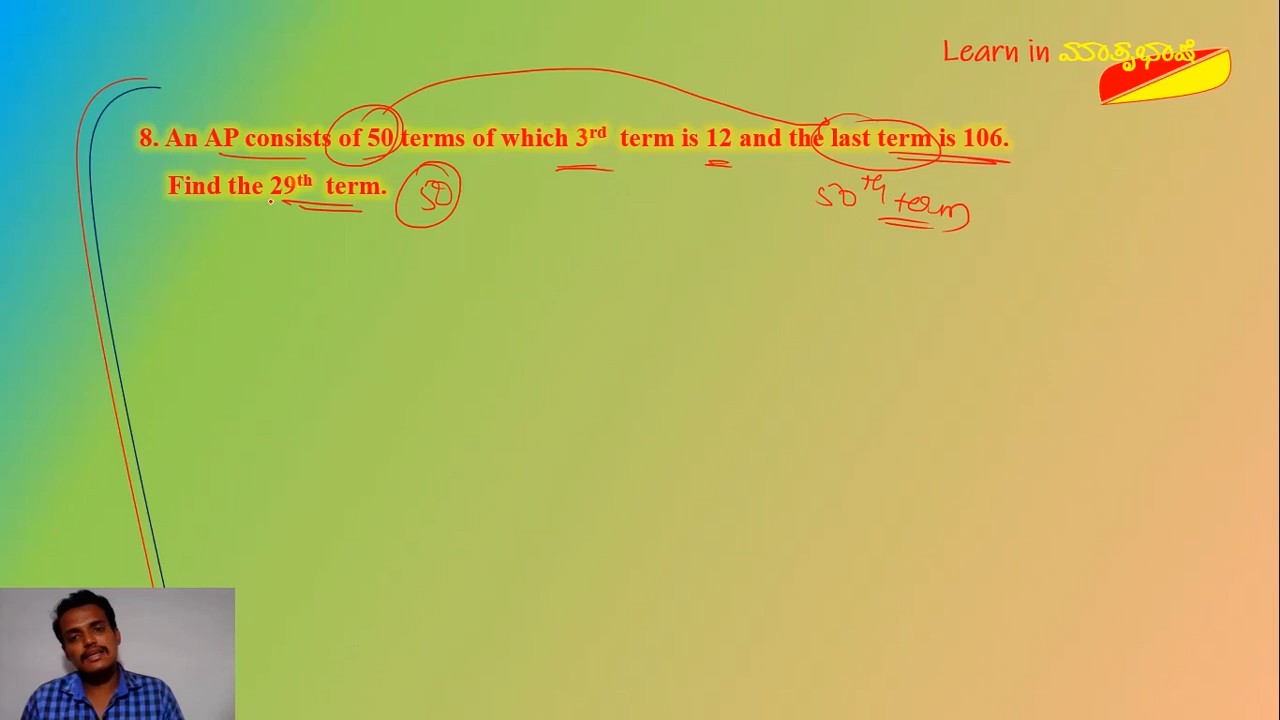 Learn in ಮಾತೃಭಾಷೆ
8. An AP consists of 50 terms of which 3rd term is 12 and the last term is 106.
Find the 29th term.
50
50th term